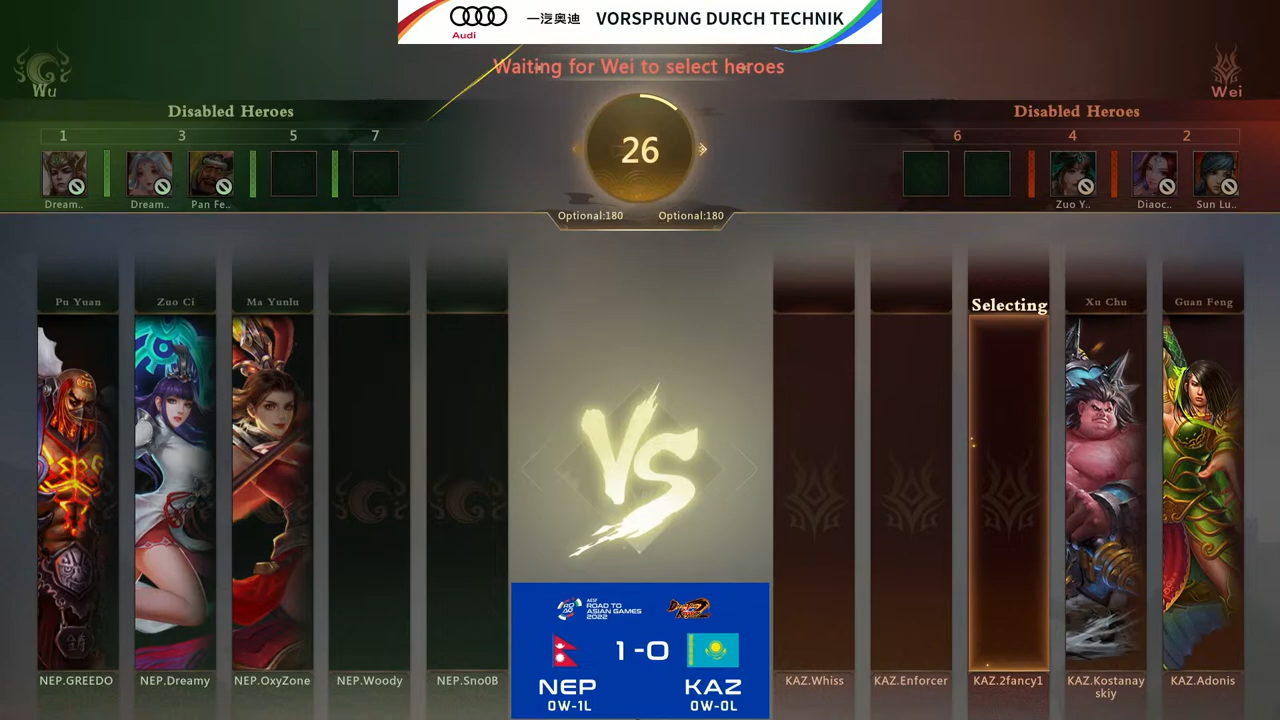 Audi
一汽奥迪 VORSPRUNG DURCH TECHNIK
Waiting for Wei to select heroes
Wu
Wei
Disabled Heroes
Disabled Heroes
1 3 5 7
6 4 2
26
Dream.. Dream.. Pan Fe..
Zuo Y.. Diaoc.. Sun Lu..
Optional:180 Optional:180
Pu Yuan Zuo Ci Ma Yunlu
Selecting Xu Chu Guan Feng
VS
AESF
ROAD TO
ASIAN GAMES
2022
1-0
NEP KAZ
0W-1L 0W-0L
NEP.GREEDO NEP.Dreamy NEP.OxyZone NEP.Woody NEP.Sno0B
KAZ.Whiss KAZ.Enforcer KAZ.2fancy1 KAZ.Kostanay
skiy KAZ.Adonis